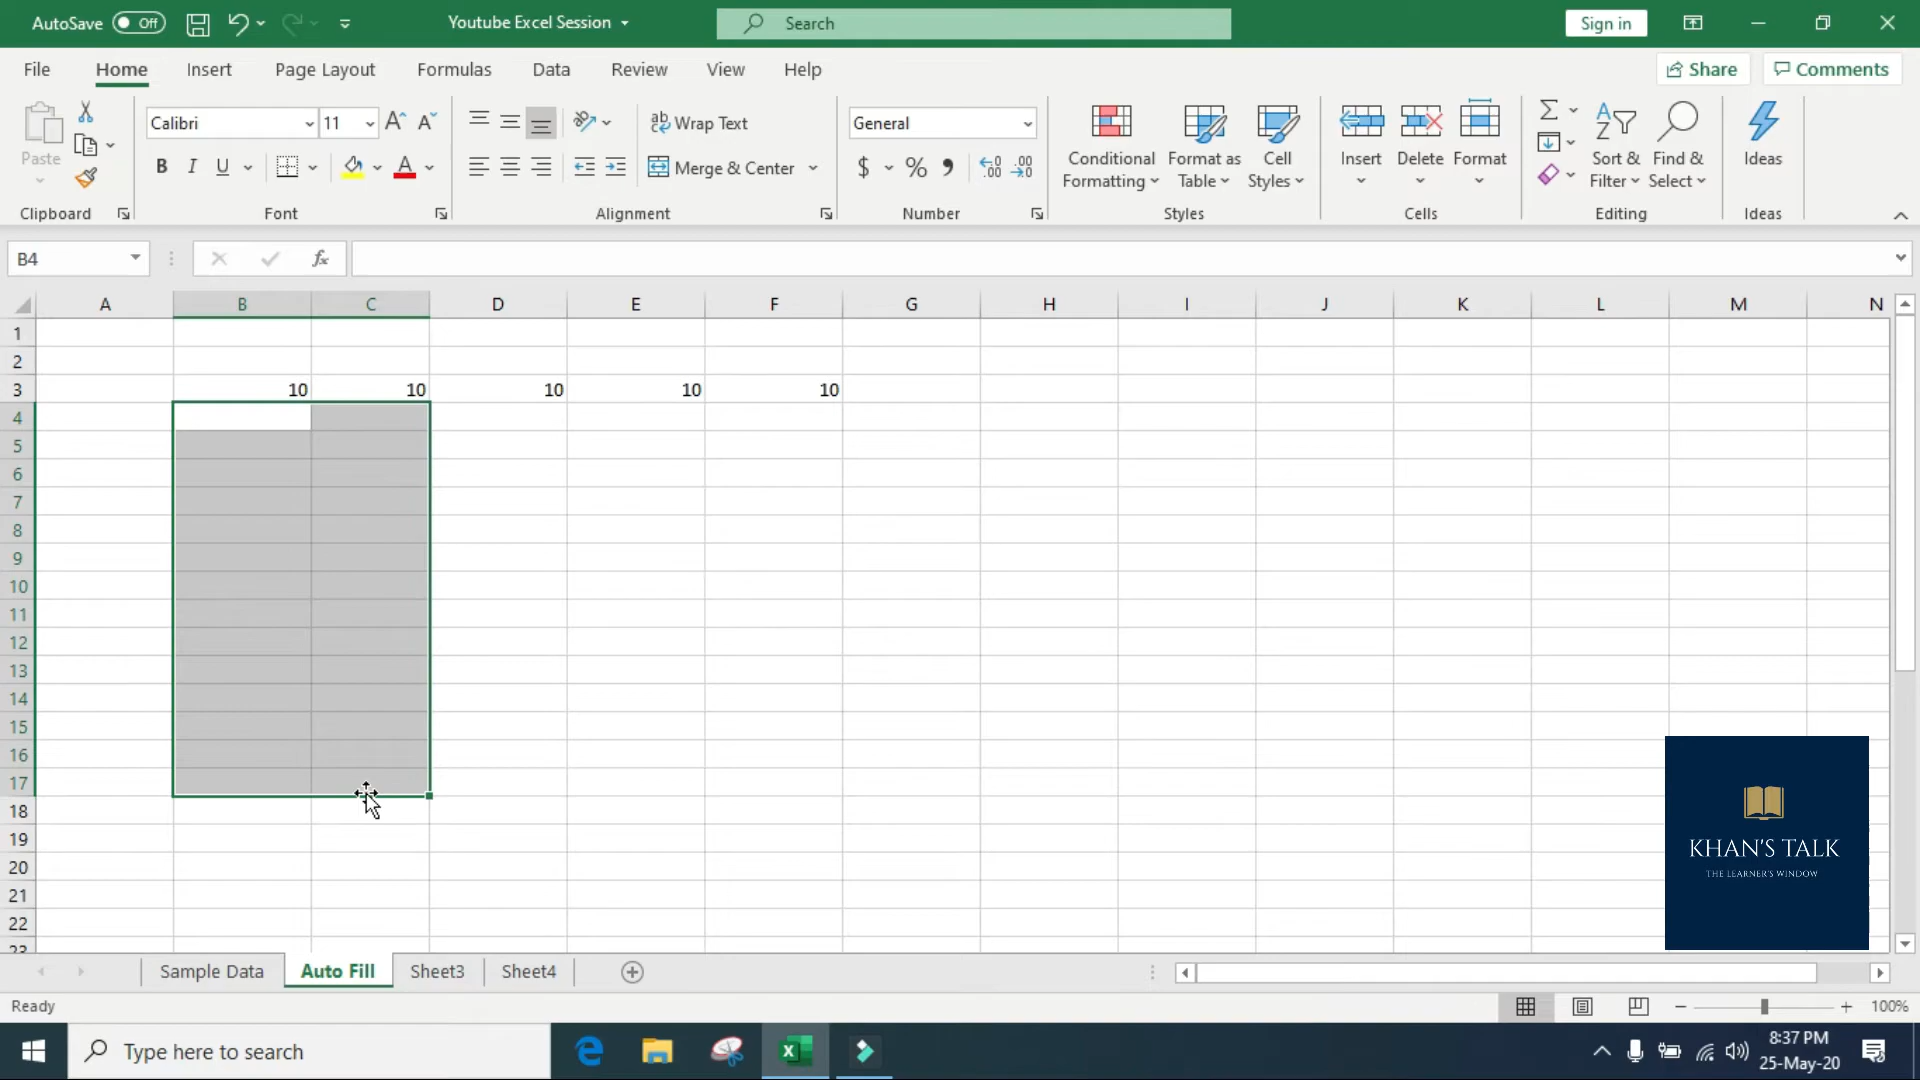 AutoSave Off Youtube Excel Session Search Sign in
File Home Insert Page Layout Formulas Data Review View Help Share Comments
Paste Calibri 11 Wrap Text General Conditional Formatting Format as Table Cell Styles Insert Delete Format Sort & Filter Find & Select Ideas
B I U A Merge & Center $ % ,
Clipboard Font Alignment Number Styles Cells Editing Ideas
B4 fx
A B C D E F G H I J K L M N
1
2
3 10 10 10 10 10
4
5
6
7
8
9
10
11
12
13
14
15
16
17
18
19
20
21
22
23
KHAN'S TALK
THE LEARNER'S WINDOW
Sample Data Auto Fill Sheet3 Sheet4
Ready 100%
Type here to search 8:37 PM
25-May-20